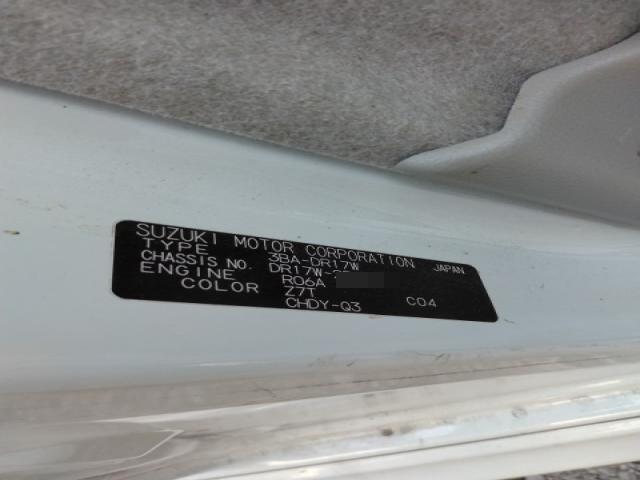 SUZUKI MOTOR CORPORATION JAPAN
TYPE 3BA-DR17W
CHASSIS NO. DR17W-
ENGINE R06A
COLOR Z7T
CHDY-Q3 C04